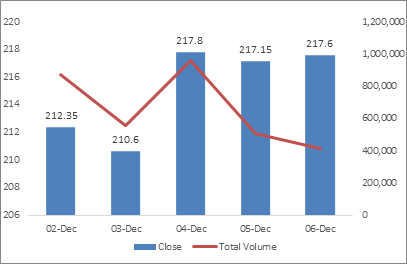 220 1,200,000
218 217.8 217.15 217.6 1,000,000
216 800,000
214 212.35 600,000
212 210.6 400,000
210
208 200,000
206 0
02-Dec 03-Dec 04-Dec 05-Dec 06-Dec
Close Total Volume